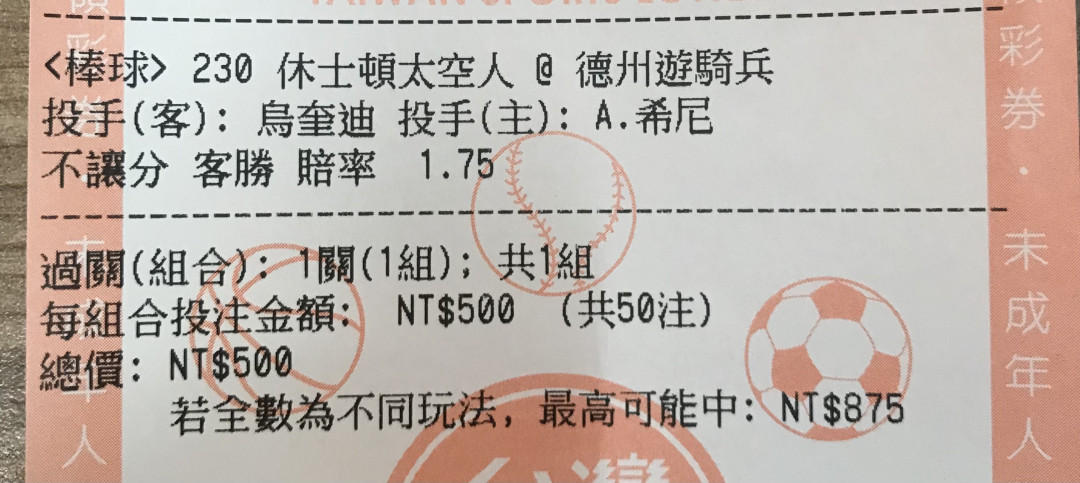 <棒球> 230 休士頓太空人 @ 德州遊騎兵
投手(客): 烏奎迪 投手(主): A.希尼
不讓分 客勝 賠率 1.75
過關(組合): 1關(1組); 共1組
每組合投注金額: NT$500 (共50注)
總價: NT$500
若全數為不同玩法, 最高可能中: NT$875
彩券·未成年人
台灣